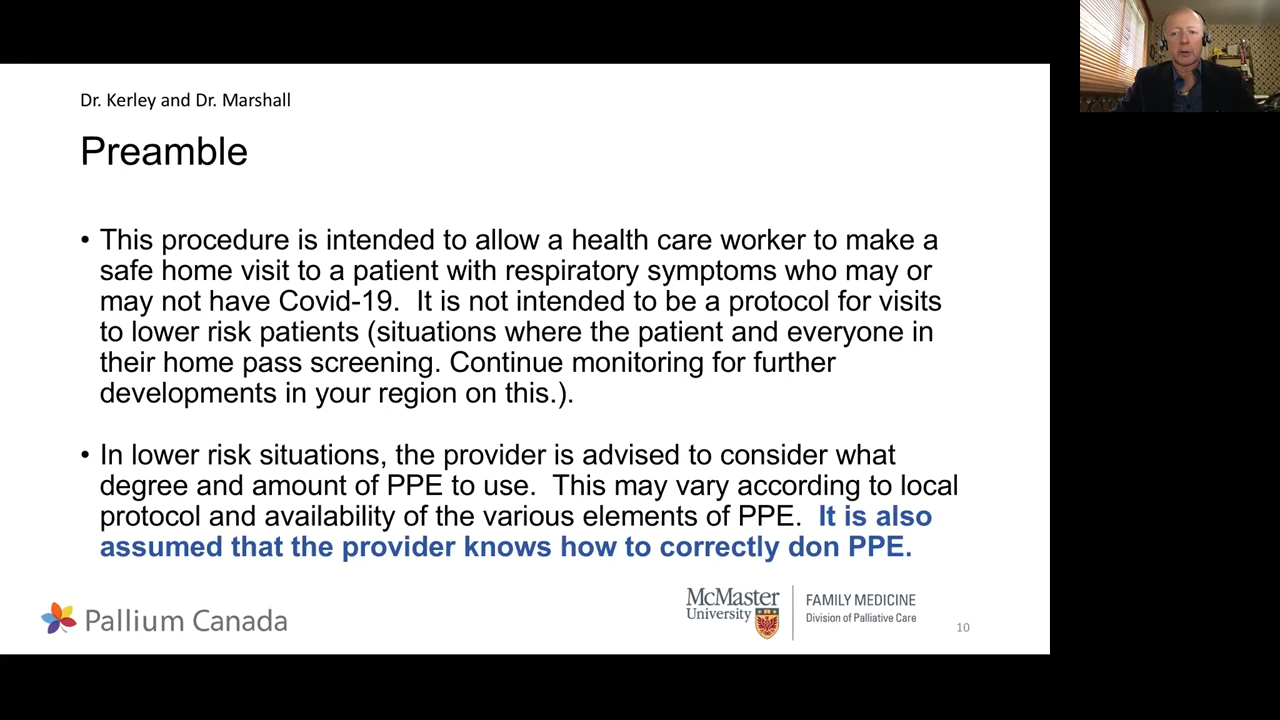 Dr. Kerley and Dr. Marshall
Preamble
• This procedure is intended to allow a health care worker to make a
safe home visit to a patient with respiratory symptoms who may or
may not have Covid-19.  It is not intended to be a protocol for visits
to lower risk patients (situations where the patient and everyone in
their home pass screening. Continue monitoring for further
developments in your region on this.).
• In lower risk situations, the provider is advised to consider what
degree and amount of PPE to use.  This may vary according to local
protocol and availability of the various elements of PPE.  It is also
assumed that the provider knows how to correctly don PPE.
Pallium Canada
McMaster
University
FAMILY MEDICINE
Division of Palliative Care
10